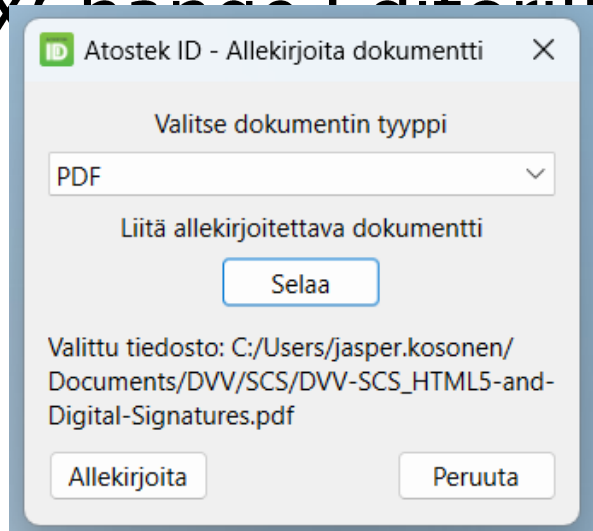 ID Atostek ID - Allekirjoita dokumentti
Valitse dokumentin tyyppi
PDF
Liitä allekirjoitettava dokumentti
Selaa
Valittu tiedosto: C:/Users/jasper.kosonen/
Documents/DVV/SCS/DVV-SCS_HTML5-and-
Digital-Signatures.pdf
Allekirjoita Peruuta